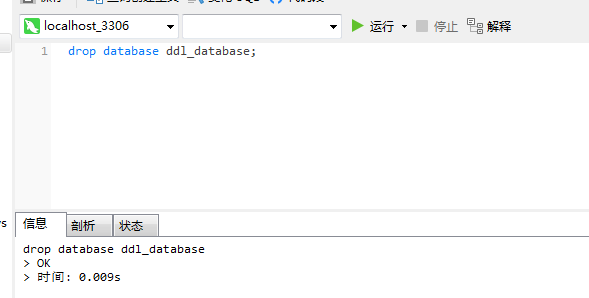 localhost_3306
运行
停止
解释
1
drop database ddl_database;
信息
剖析
状态
drop database ddl_database
> OK
> 时间: 0.009s